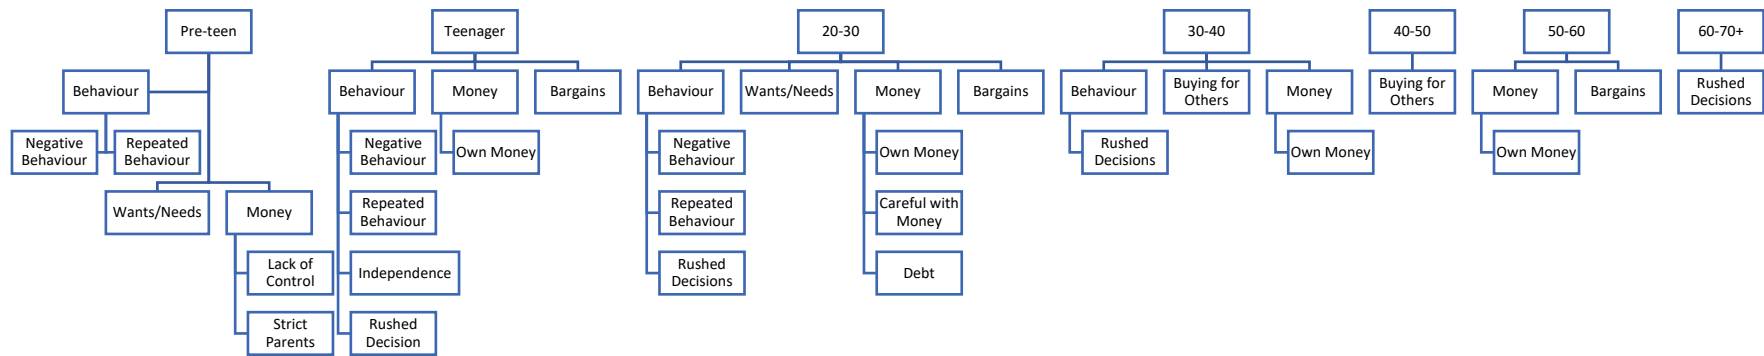 Pre-teen
Behaviour
Negative
Behaviour
Repeated
Behaviour
Wants/Needs
Money
Lack of
Control
Strict
Parents
Teenager
Behaviour
Negative
Behaviour
Repeated
Behaviour
Independence
Rushed
Decision
Money
Own Money
Bargains
20-30
Behaviour
Negative
Behaviour
Repeated
Behaviour
Rushed
Decisions
Wants/Needs
Money
Own Money
Careful with
Money
Debt
Bargains
30-40
Behaviour
Rushed
Decisions
Buying for
Others
Money
Own Money
40-50
Buying for
Others
50-60
Money
Own Money
Bargains
60-70+
Rushed
Decisions